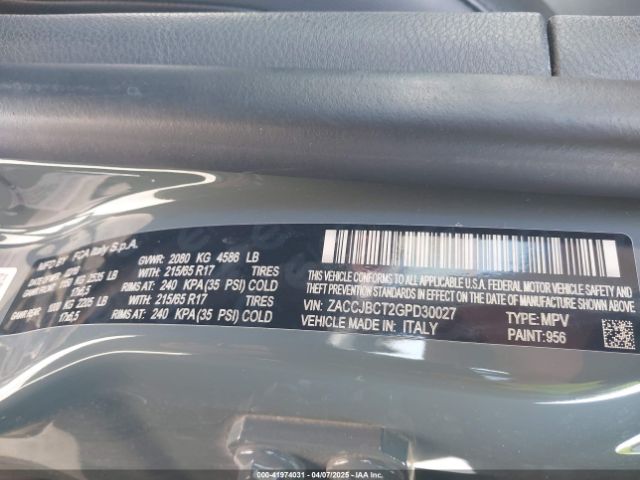 MFD BY FCA Italy S.p.A.
GVWR: 2080 KG 4586 LB
WITH: 215/65 R17 TIRES
RIMS AT: 240 KPA (35 PSI) COLD
WITH: 215/65 R17 TIRES
RIMS AT: 240 KPA (35 PSI) COLD
THIS VEHICLE CONFORMS TO ALL APPLICABLE U.S.A. FEDERAL MOTOR VEHICLE SAFETY
AND THEFT PREVENTION STANDARDS IN EFFECT ON THE DATE OF MANUFACTURE SHOWN ABOVE.
VIN: ZACCJBCT2GPD30027 TYPE: MPV
VEHICLE MADE IN: ITALY PAINT: 956
000-41974031 - 04/07/2025 - IAAI Branch